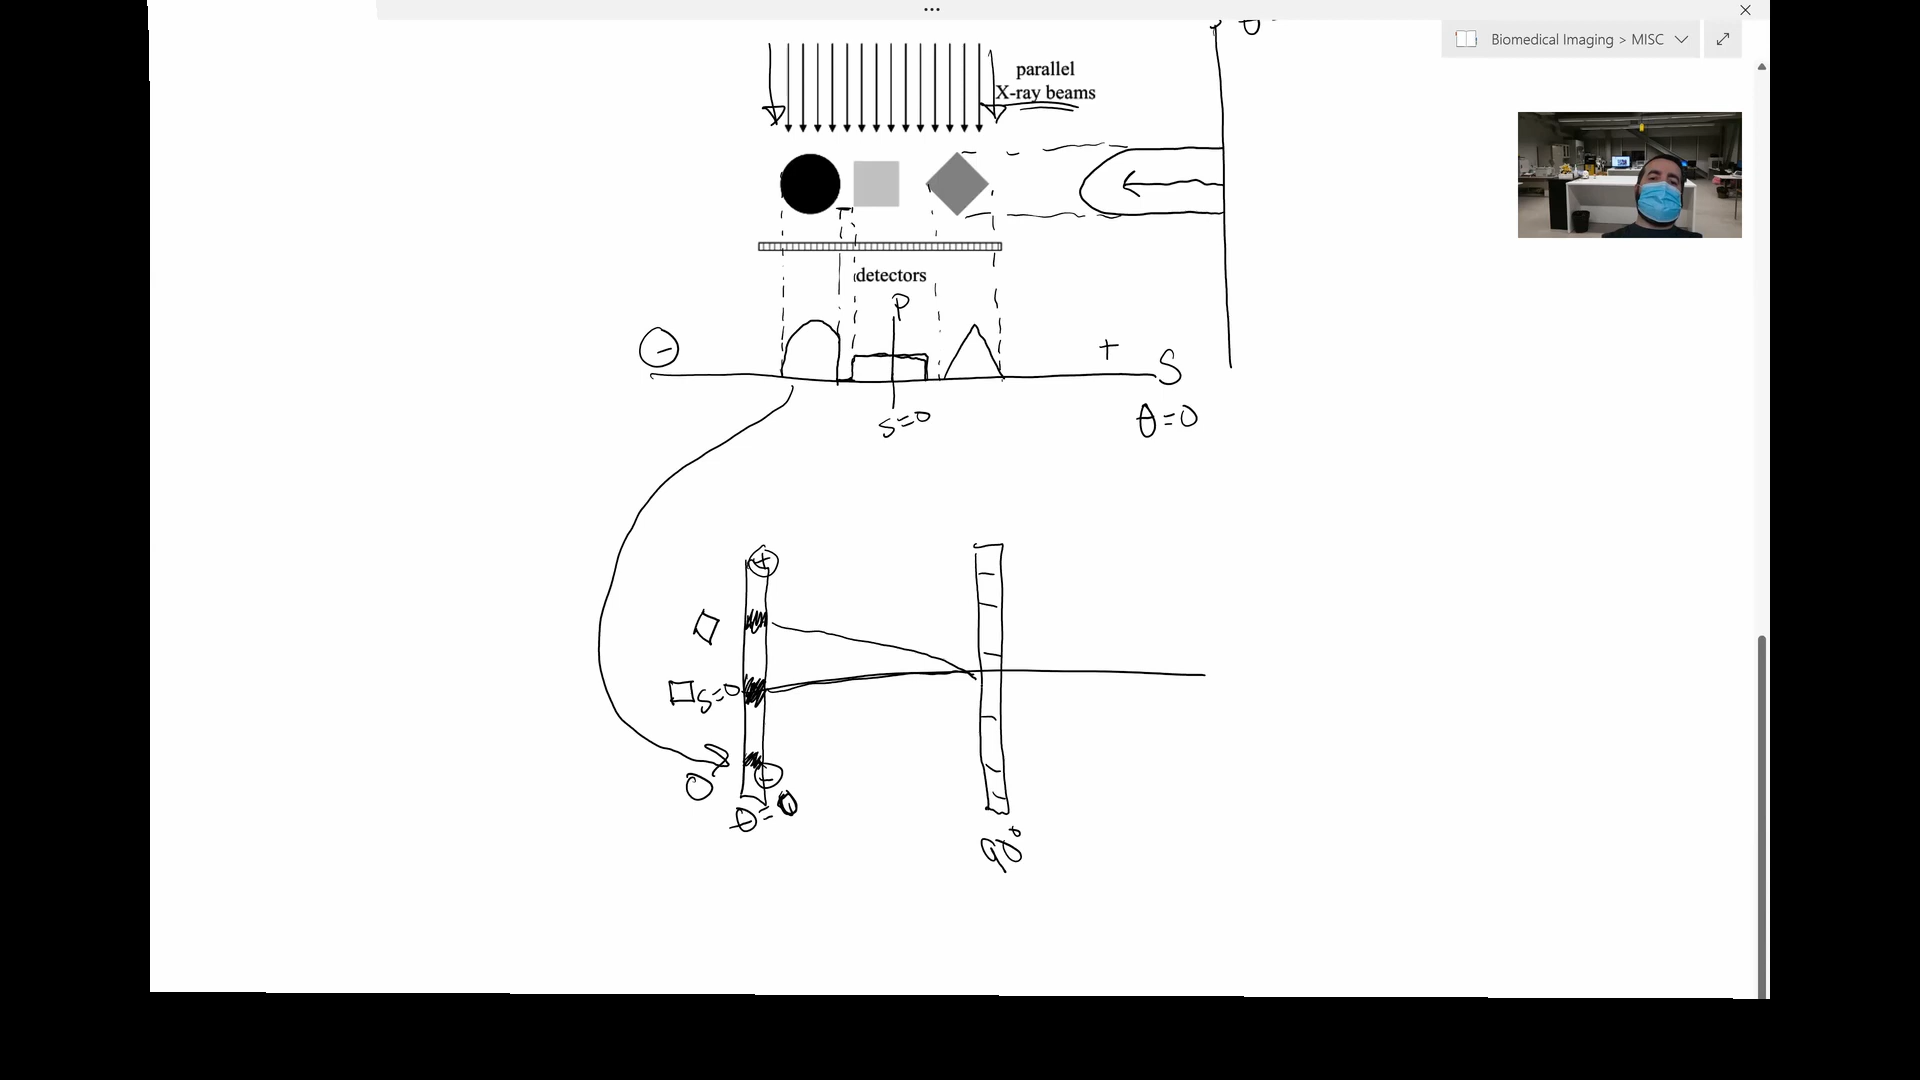 Biomedical Imaging > MISC
parallel
X-ray beams
detectors
P
−
+
S
s=0
θ=0
+
s=0
−
θ=0
90°